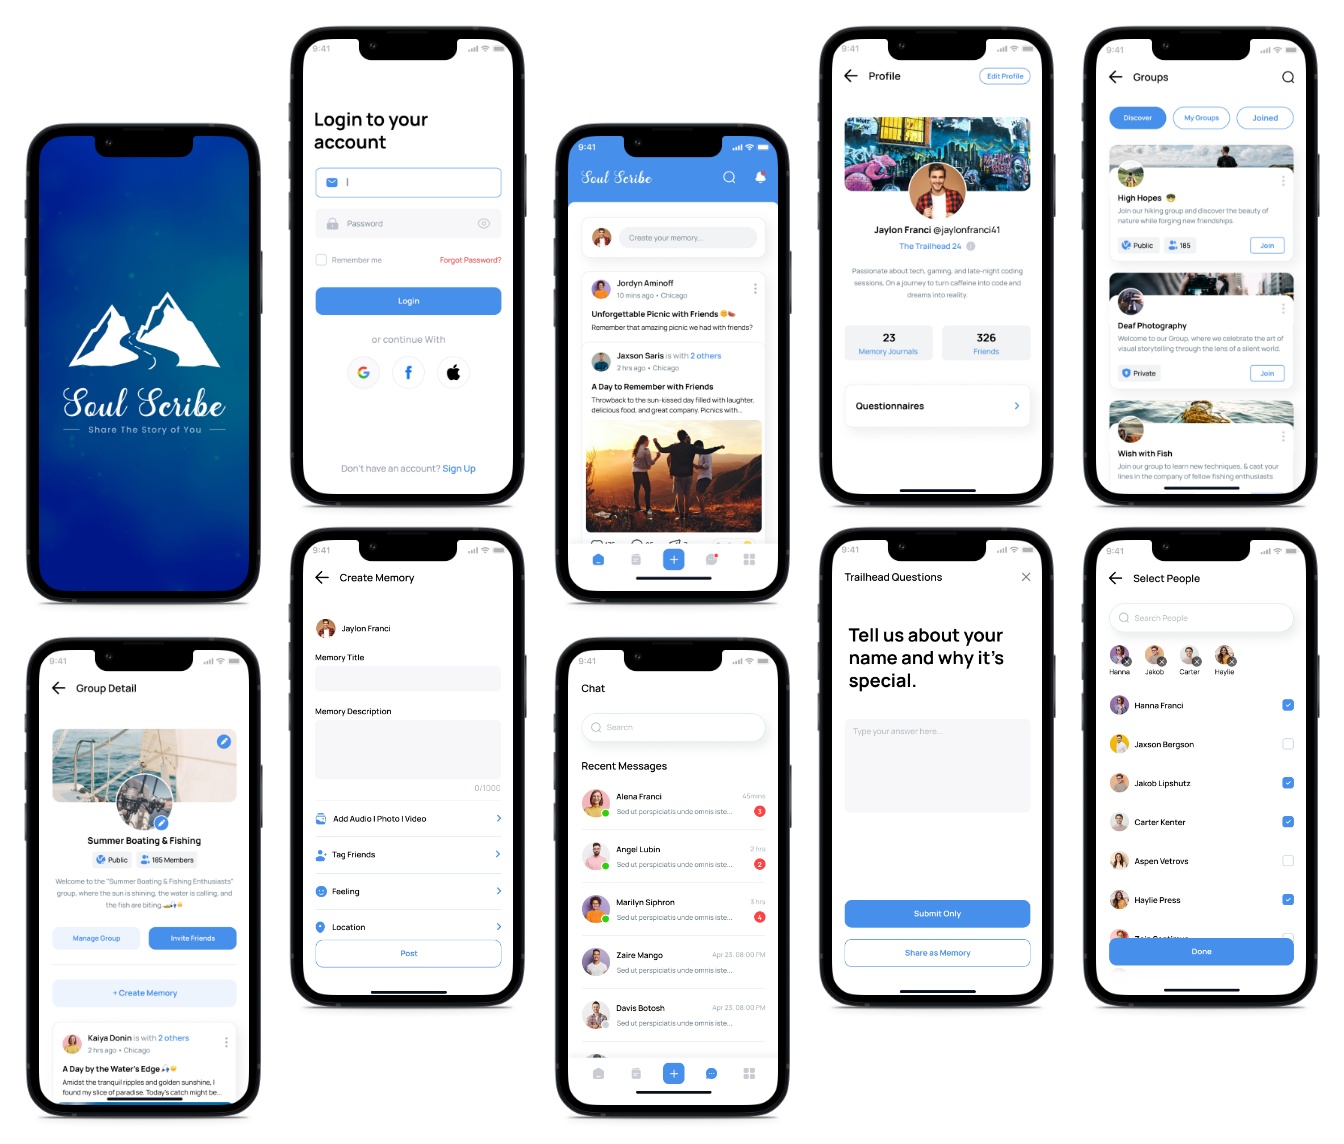 Soul Scribe
Share The Story of You
9:41
Group Detail
Summer Boating & Fishing
Public
185 Members
Welcome to the "Summer Boating & Fishing Enthusiasts"
group, where the sun is shining, the water is calling, and
the fish are biting
Manage Group
Invite Friends
+ Create Memory
Kaiya Donin is with 2 others
2 hrs ago • Chicago
A Day by the Water's Edge
Amidst the tranquil ripples and golden sunshine, I
found my slice of paradise. Today's catch might be...
9:41
Login to your
account
Password
Remember me
Forgot Password?
Login
or continue With
Don't have an account? Sign Up
9:41
Create Memory
Jaylon Franci
Memory Title
Memory Description
0/1000
Add Audio | Photo | Video
Tag Friends
Feeling
Location
Post
9:41
Soul Scribe
Create your memory...
Jordyn Aminoff
10 mins ago • Chicago
Unforgettable Picnic with Friends
Remember that amazing picnic we had with friends?
Jaxson Saris is with 2 others
2 hrs ago • Chicago
A Day to Remember with Friends
Throwback to the sun-kissed day filled with laughter,
delicious food, and great company. Picnics with...
9:41
Chat
Search
Recent Messages
Alena Franci
45mins
Sed ut perspiciatis unde omnis iste...
3
Angel Lubin
2 hrs
Sed ut perspiciatis unde omnis iste...
2
Marilyn Siphron
3 hrs
Sed ut perspiciatis unde omnis iste...
4
Zaire Mango
Apr 23, 08:00 PM
Sed ut perspiciatis unde omnis iste...
Davis Botosh
Apr 23, 08:00 PM
Sed ut perspiciatis unde omnis iste...
9:41
Profile
Edit Profile
Jaylon Franci @jaylonfranci41
The Trailhead 24
Passionate about tech, gaming, and late-night coding
sessions. On a journey to turn caffeine into code and
dreams into reality.
23
Memory Journals
326
Friends
Questionnaires
9:41
Trailhead Questions
Tell us about your
name and why it's
special.
Type your answer here...
Submit Only
Share as Memory
9:41
Groups
Discover
My Groups
Joined
High Hopes
Join our hiking group and discover the beauty of
nature while forging new friendships.
Public
185
Join
Deaf Photography
Welcome to our Group, where we celebrate the art of
visual storytelling through the lens of a silent world.
Private
Join
Wish with Fish
Join our group to learn new techniques, & cast your
lines in the company of fellow fishing enthusiasts
9:41
Select People
Search People
Hanna
Jakob
Carter
Haylie
Hanna Franci
Jaxson Bergson
Jakob Lipshutz
Carter Kenter
Aspen Vetrovs
Haylie Press
Done